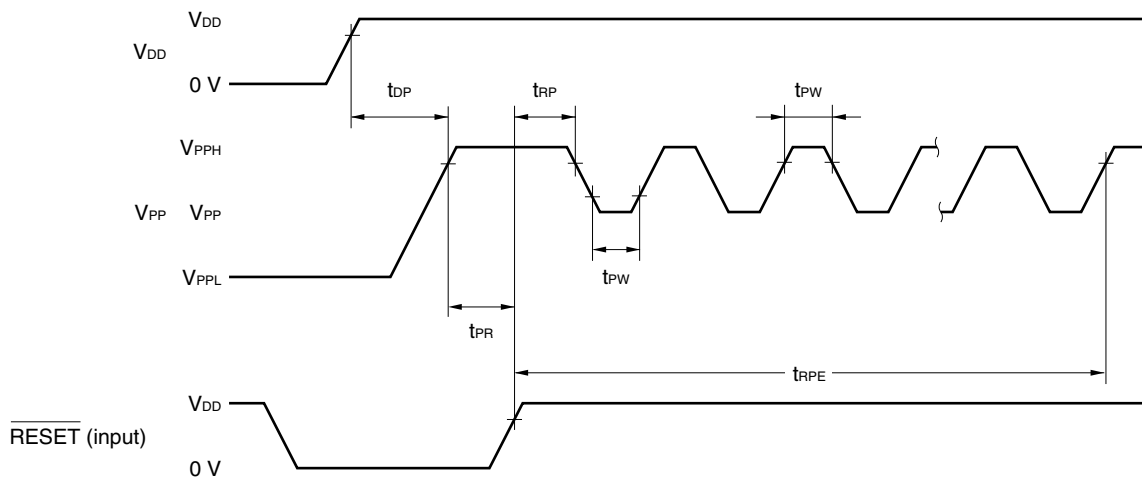 VDD
VDD
0 V
tDP
tRP
tPW
VPPH
VPP VPP
tPW
VPPL
tPR
tRPE
VDD
RESET (input)
0 V